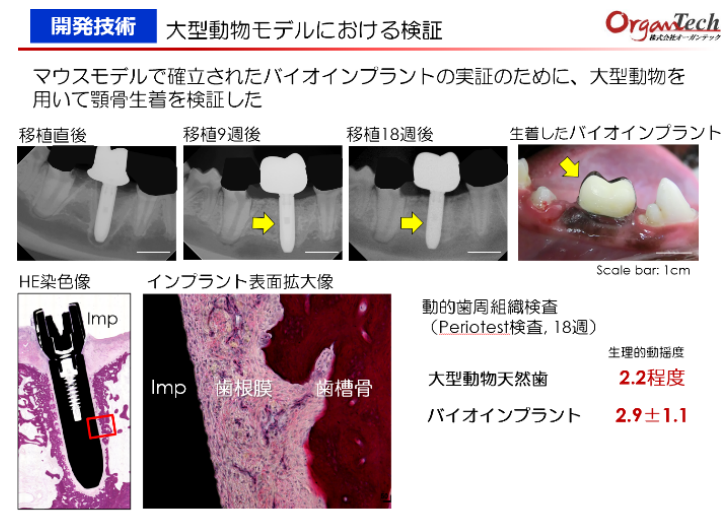 開発技術
大型動物モデルにおける検証
OrganTech
株式会社オーガンテック
マウスモデルで確立されたバイオインプラントの実証のために、大型動物を
用いて顎骨生着を検証した
移植直後
移植9週後
移植18週後
生着したバイオインプラント
Scale bar: 1cm
HE染色像
インプラント表面拡大像
Imp
Imp
歯根膜
歯槽骨
動的歯周組織検査
（Periotest検査, 18週）
生理的動揺度
大型動物天然歯
2.2程度
バイオインプラント
2.9±1.1